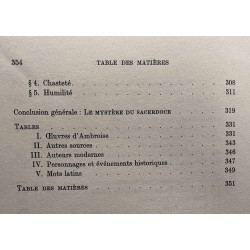 354 TABLE DES MATIÈRES
§ 4. Chasteté. 308
§ 5. Humilité 311
Conclusion générale : LE MYSTÈRE DU SACERDOCE 319
TABLES 331
I. Œuvres d'Ambroise 331
II. Autres sources 343
III. Auteurs modernes 346
IV. Personnages et événements historiques 347
V. Mots latins 349
TABLE DES MATIÈRES 351